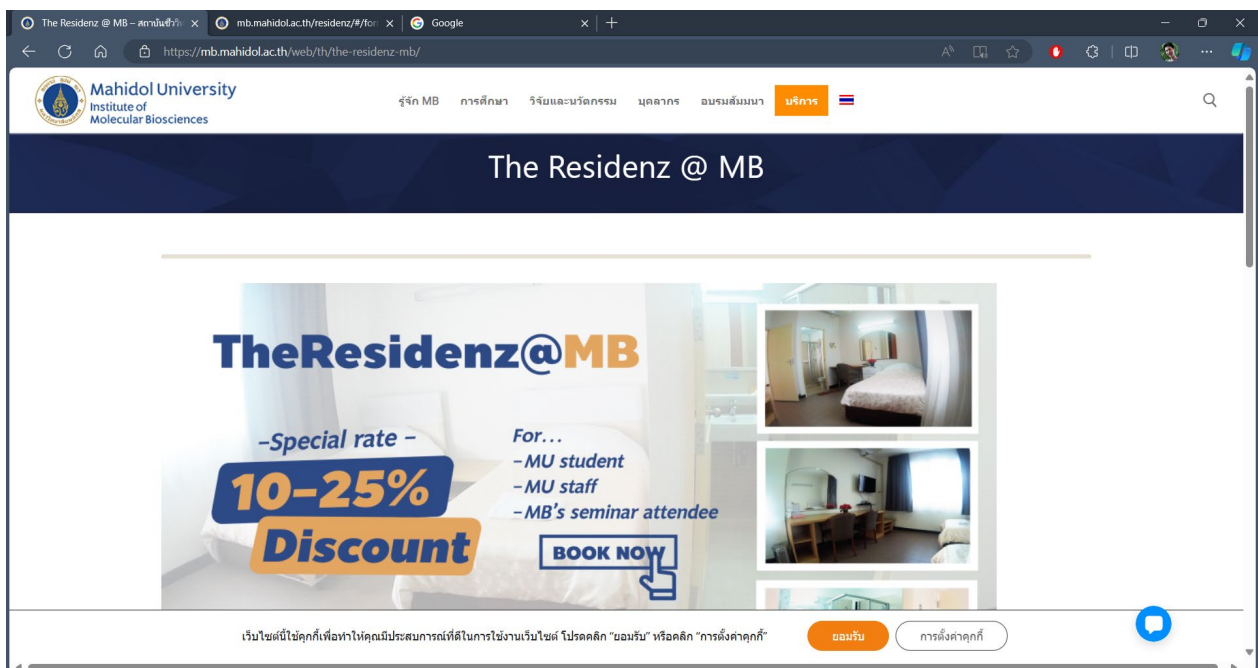 The Residenz @ MB – สถาบันชีววิ
mb.mahidol.ac.th/residenz/#/for
Google
https://mb.mahidol.ac.th/web/th/the-residenz-mb/
Mahidol University
Institute of
Molecular Biosciences
รู้จัก MB การศึกษา วิจัยและนวัตกรรม บุคลากร อบรมสัมมนา บริการ
The Residenz @ MB
TheResidenz@MB
–Special rate –
10–25%
Discount
For...
–MU student
–MU staff
–MB's seminar attendee
BOOK NOW
เว็บไซต์นี้ใช้คุกกี้เพื่อทำให้คุณมีประสบการณ์ที่ดีในการใช้งานเว็บไซต์ โปรดคลิก “ยอมรับ” หรือคลิก “การตั้งค่าคุกกี้”
ยอมรับ
การตั้งค่าคุกกี้